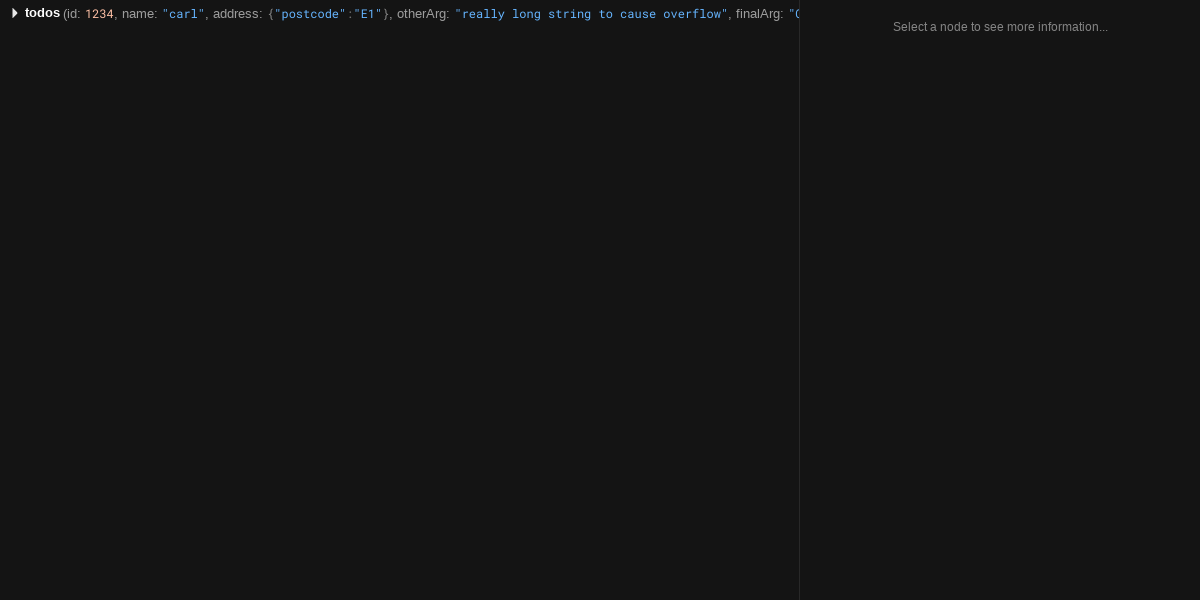 todos (id: 1234, name: "carl", address: {"postcode":"E1"}, otherArg: "really long string to cause overflow", finalArg: "
Select a node to see more information...